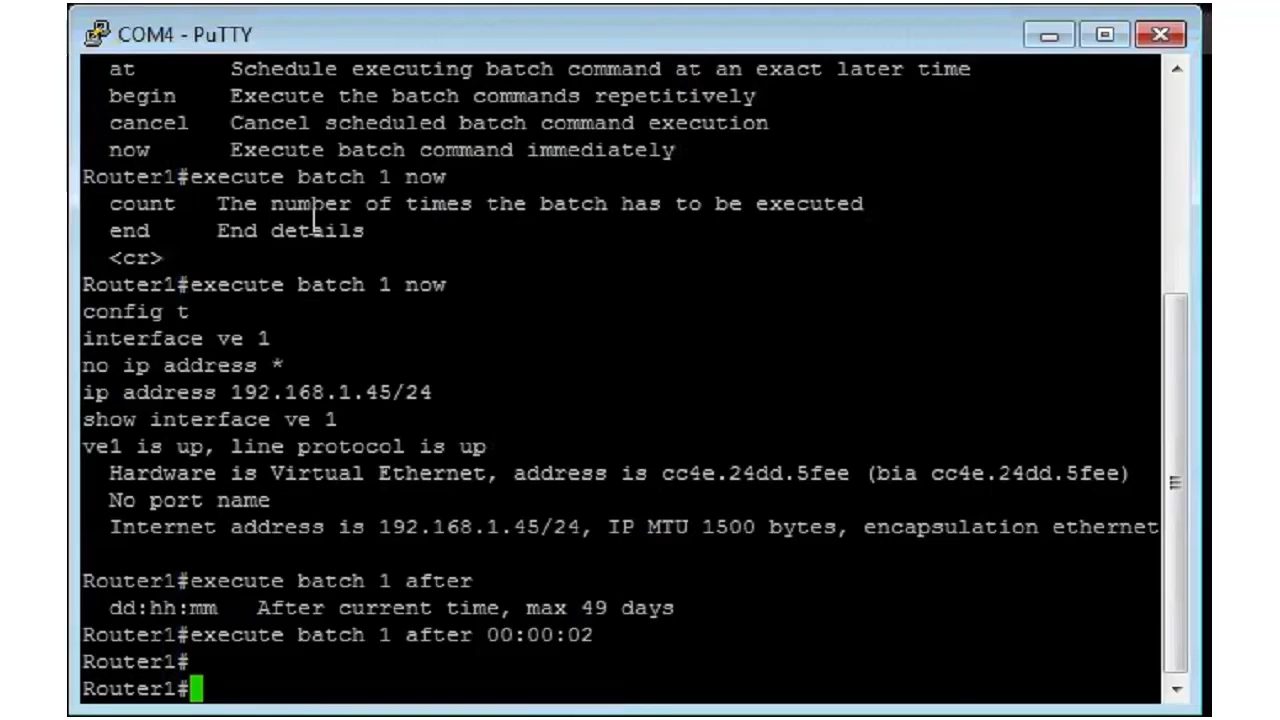 COM4 - PuTTY
at Schedule executing batch command at an exact later time
begin Execute the batch commands repetitively
cancel Cancel scheduled batch command execution
now Execute batch command immediately
Router1#execute batch 1 now
count The number of times the batch has to be executed
end End details
<cr>
Router1#execute batch 1 now
config t
interface ve 1
no ip address *
ip address 192.168.1.45/24
show interface ve 1
ve1 is up, line protocol is up
Hardware is Virtual Ethernet, address is cc4e.24dd.5fee (bia cc4e.24dd.5fee)
No port name
Internet address is 192.168.1.45/24, IP MTU 1500 bytes, encapsulation ethernet
Router1#execute batch 1 after
dd:hh:mm After current time, max 49 days
Router1#execute batch 1 after 00:00:02
Router1#
Router1#